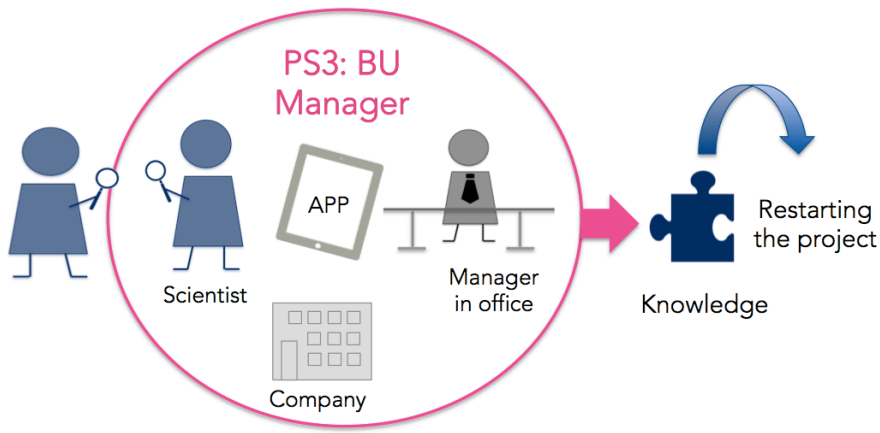 PS3: BU
Manager
APP
Scientist
Manager
in office
Company
Knowledge
Restarting
the project